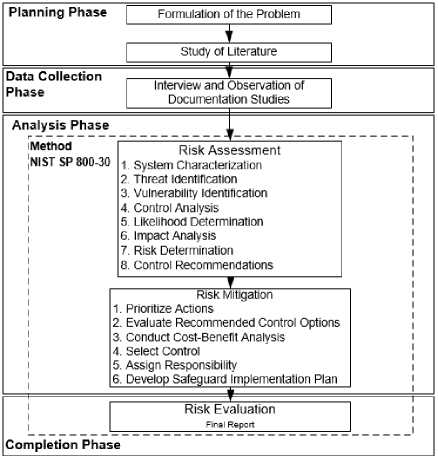 Planning Phase
Formulation of the Problem
Study of Literature
Data Collection
Phase
Interview and Observation of
Documentation Studies
Analysis Phase
Method
NIST SP 800-30
Risk Assessment
1. System Characterization
2. Threat Identification
3. Vulnerability Identification
4. Control Analysis
5. Likelihood Determination
6. Impact Analysis
7. Risk Determination
8. Control Recommendations
Risk Mitigation
1. Prioritize Actions
2. Evaluate Recommended Control Options
3. Conduct Cost-Benefit Analysis
4. Select Control
5. Assign Responsibility
6. Develop Safeguard Implementation Plan
Risk Evaluation
Final Report
Completion Phase